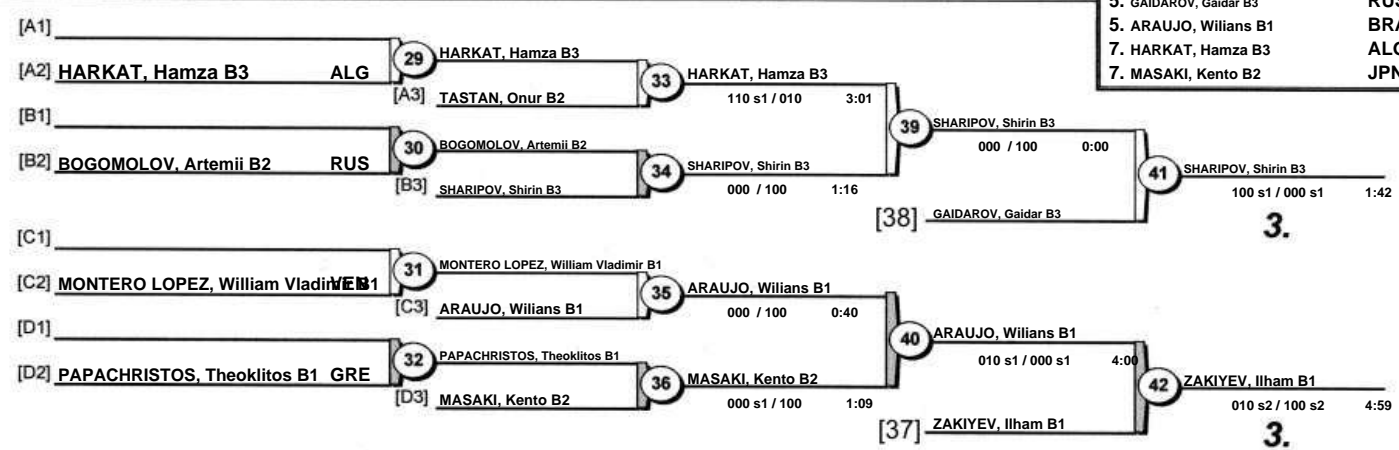 5. GAIDAROV, Gaidar B3 RUS
5. ARAUJO, Wilians B1 BRA
7. HARKAT, Hamza B3 ALG
7. MASAKI, Kento B2 JPN
[A1]
[A2] HARKAT, Hamza B3 ALG
29
HARKAT, Hamza B3
[A3] TASTAN, Onur B2
33
HARKAT, Hamza B3
110 s1 / 010 3:01
[B1]
[B2] BOGOMOLOV, Artemii B2 RUS
30
BOGOMOLOV, Artemii B2
[B3] SHARIPOV, Shirin B3
34
SHARIPOV, Shirin B3
000 / 100 1:16
39
SHARIPOV, Shirin B3
000 / 100 0:00
[38] GAIDAROV, Gaidar B3
41
SHARIPOV, Shirin B3
100 s1 / 000 s1 1:42
3.
[C1]
[C2] MONTERO LOPEZ, William Vladimir B1 VEN
31
MONTERO LOPEZ, William Vladimir B1
[C3] ARAUJO, Wilians B1
35
ARAUJO, Wilians B1
000 / 100 0:40
[D1]
[D2] PAPACHRISTOS, Theoklitos B1 GRE
32
PAPACHRISTOS, Theoklitos B1
[D3] MASAKI, Kento B2
36
MASAKI, Kento B2
000 s1 / 100 1:09
40
ARAUJO, Wilians B1
010 s1 / 000 s1 4:00
[37] ZAKIYEV, Ilham B1
42
ZAKIYEV, Ilham B1
010 s2 / 100 s2 4:59
3.